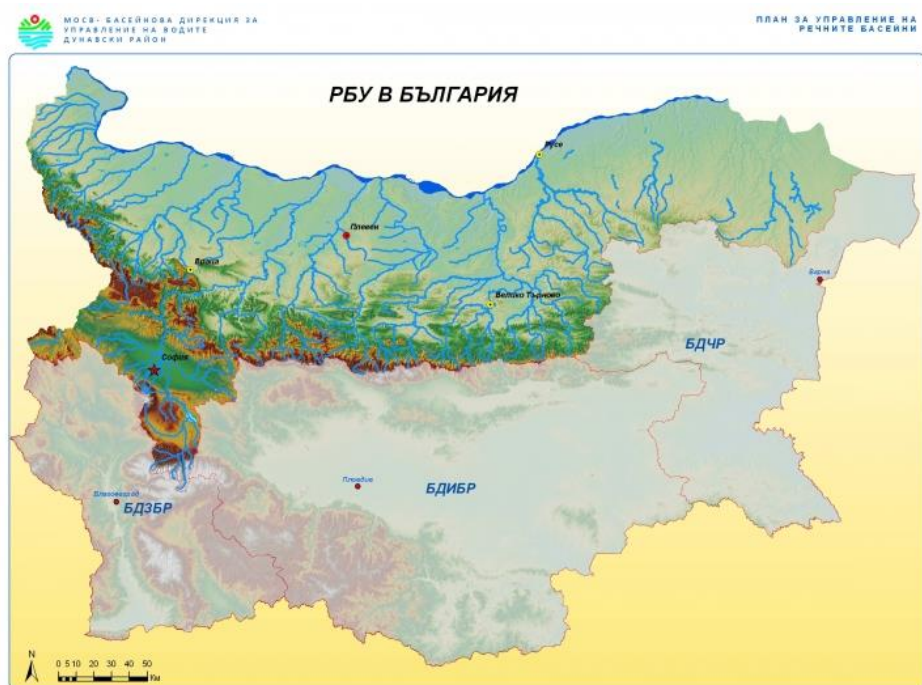 МОСВ- БАСЕЙНОВА ДИРЕКЦИЯ ЗА
УПРАВЛЕНИЕ НА ВОДИТЕ
ДУНАВСКИ РАЙОН
ПЛАН ЗА УПРАВЛЕНИЕ НА
РЕЧНИТЕ БАСЕЙНИ
РБУ В БЪЛГАРИЯ
Русе
Плевен
Враца
Варна
Велико Търново
БДЧР
София
Пловдив
БДИБР
Благоевград
БДЗБР
N
0 5 10 20 30 40 50
Км